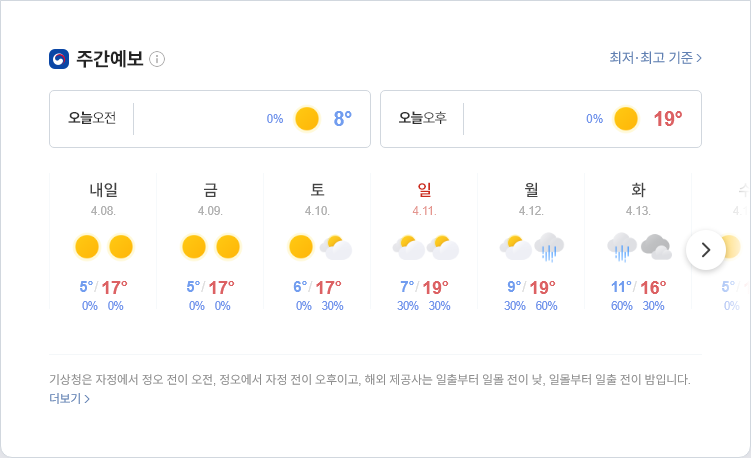 주간예보
최저·최고 기준
오늘오전 0% 8°
오늘오후 0% 19°
내일 금 토 일 월 화
4.08. 4.09. 4.10. 4.11. 4.12. 4.13.
5°/17° 5°/17° 6°/17° 7°/19° 9°/19° 11°/16° 5°
0% 0% 0% 0% 0% 30% 30% 30% 30% 60% 60% 30% 0%
기상청은 자정에서 정오 전이 오전, 정오에서 자정 전이 오후이고, 해외 제공사는 일출부터 일몰 전이 낮, 일몰부터 일출 전이 밤입니다.
더보기